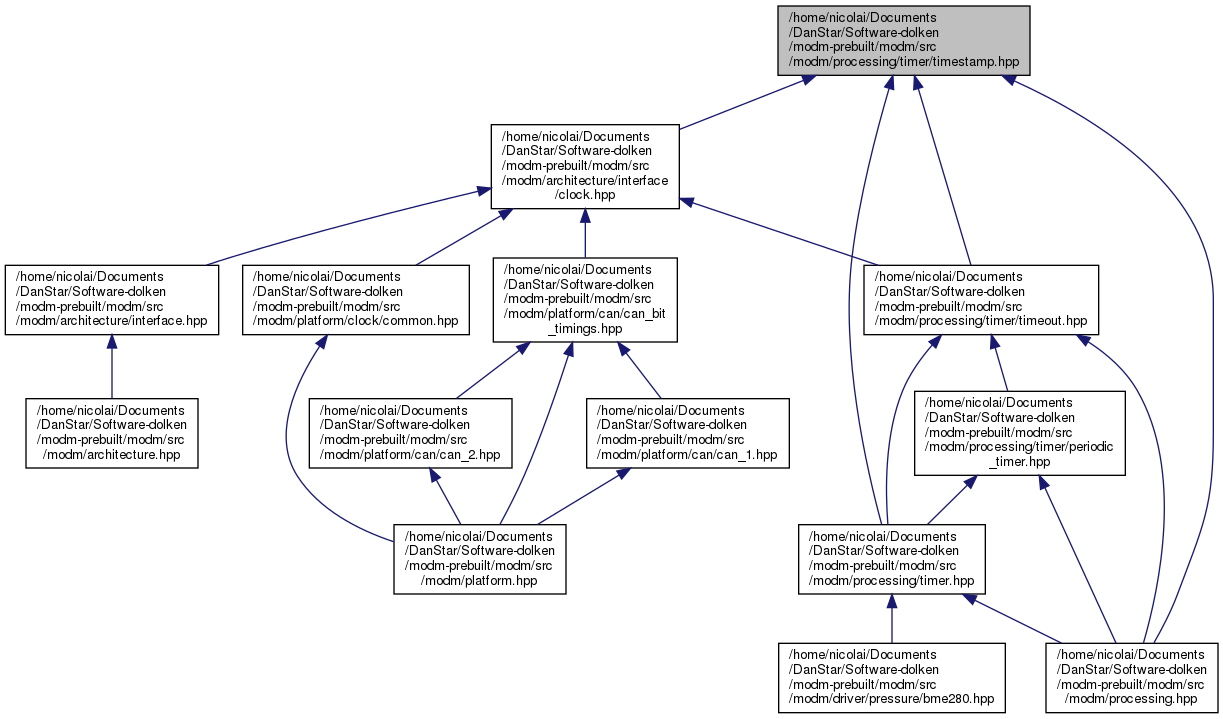 /home/nicolai/Documents
/DanStar/Software-dolken
/modm-prebuilt/modm/src
/modm/processing/timer/timestamp.hpp
/home/nicolai/Documents
/DanStar/Software-dolken
/modm-prebuilt/modm/src
/modm/architecture/interface
/clock.hpp
/home/nicolai/Documents
/DanStar/Software-dolken
/modm-prebuilt/modm/src
/modm/architecture/interface.hpp
/home/nicolai/Documents
/DanStar/Software-dolken
/modm-prebuilt/modm/src
/modm/platform/clock/common.hpp
/home/nicolai/Documents
/DanStar/Software-dolken
/modm-prebuilt/modm/src
/modm/platform/can/can_bit
_timings.hpp
/home/nicolai/Documents
/DanStar/Software-dolken
/modm-prebuilt/modm/src
/modm/processing/timer/timeout.hpp
/home/nicolai/Documents
/DanStar/Software-dolken
/modm-prebuilt/modm/src
/modm/architecture.hpp
/home/nicolai/Documents
/DanStar/Software-dolken
/modm-prebuilt/modm/src
/modm/platform/can/can_2.hpp
/home/nicolai/Documents
/DanStar/Software-dolken
/modm-prebuilt/modm/src
/modm/platform/can/can_1.hpp
/home/nicolai/Documents
/DanStar/Software-dolken
/modm-prebuilt/modm/src
/modm/processing/timer/periodic
_timer.hpp
/home/nicolai/Documents
/DanStar/Software-dolken
/modm-prebuilt/modm/src
/modm/platform.hpp
/home/nicolai/Documents
/DanStar/Software-dolken
/modm-prebuilt/modm/src
/modm/processing/timer.hpp
/home/nicolai/Documents
/DanStar/Software-dolken
/modm-prebuilt/modm/src
/modm/driver/pressure/bme280.hpp
/home/nicolai/Documents
/DanStar/Software-dolken
/modm-prebuilt/modm/src
/modm/processing.hpp